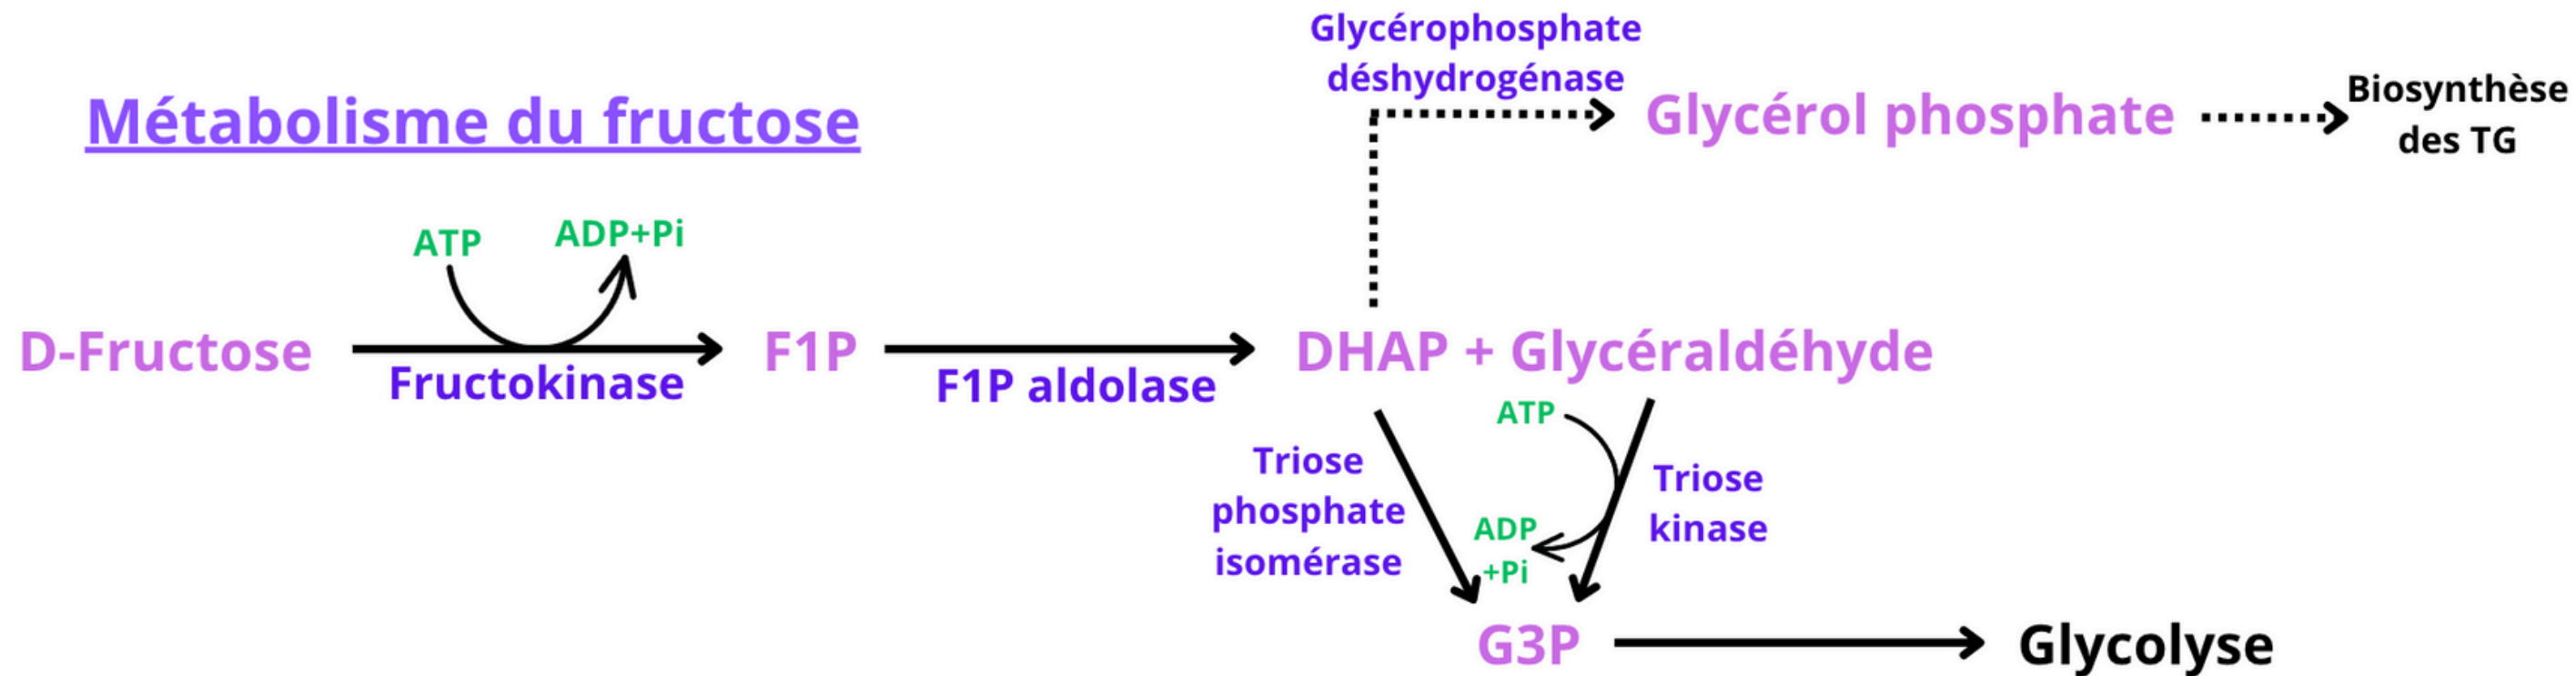 Métabolisme du fructose
Glycérophosphate
déshydrogénase
Glycérol phosphate
Biosynthèse
des TG
ATP
ADP+Pi
D-Fructose
Fructokinase
F1P
F1P aldolase
DHAP + Glycéraldéhyde
Triose
phosphate
isomérase
ATP
ADP
+Pi
Triose
kinase
G3P
Glycolyse